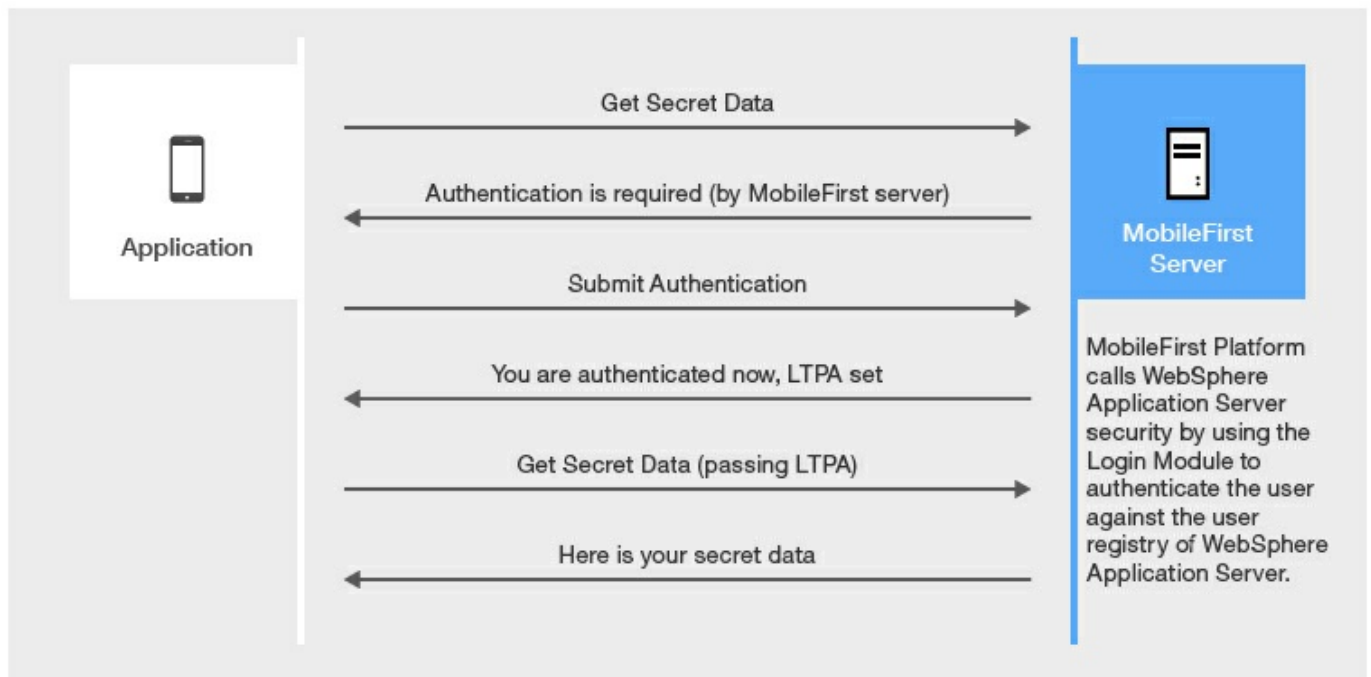 Get Secret Data
Authentication is required (by MobileFirst server)
Application
MobileFirst
Server
Submit Authentication
You are authenticated now, LTPA set
Get Secret Data (passing LTPA)
Here is your secret data
MobileFirst Platform
calls WebSphere
Application Server
security by using the
Login Module to
authenticate the user
against the user
registry of WebSphere
Application Server.